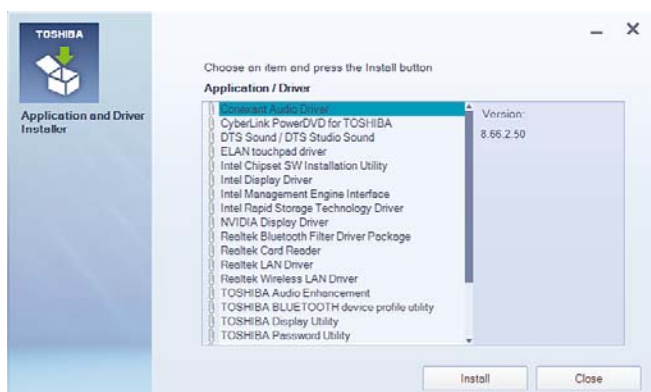 TOSHIBA
Application and Driver
Installer
Choose an item and press the Install button
Application / Driver
Conexant Audio Driver
CyberLink PowerDVD for TOSHIBA
DTS Sound / DTS Studio Sound
ELAN touchpad driver
Intel Chipset SW Installation Utility
Intel Display Driver
Intel Management Engine Interface
Intel Rapid Storage Technology Driver
NVIDIA Display Driver
Realtek Bluetooth Filter Driver Package
Realtek Card Reader
Realtek LAN Driver
Realtek Wireless LAN Driver
TOSHIBA Audio Enhancement
TOSHIBA BLUETOOTH device profile utility
TOSHIBA Display Utility
TOSHIBA Password Utility
Version:
8.66.2.50
Install
Close